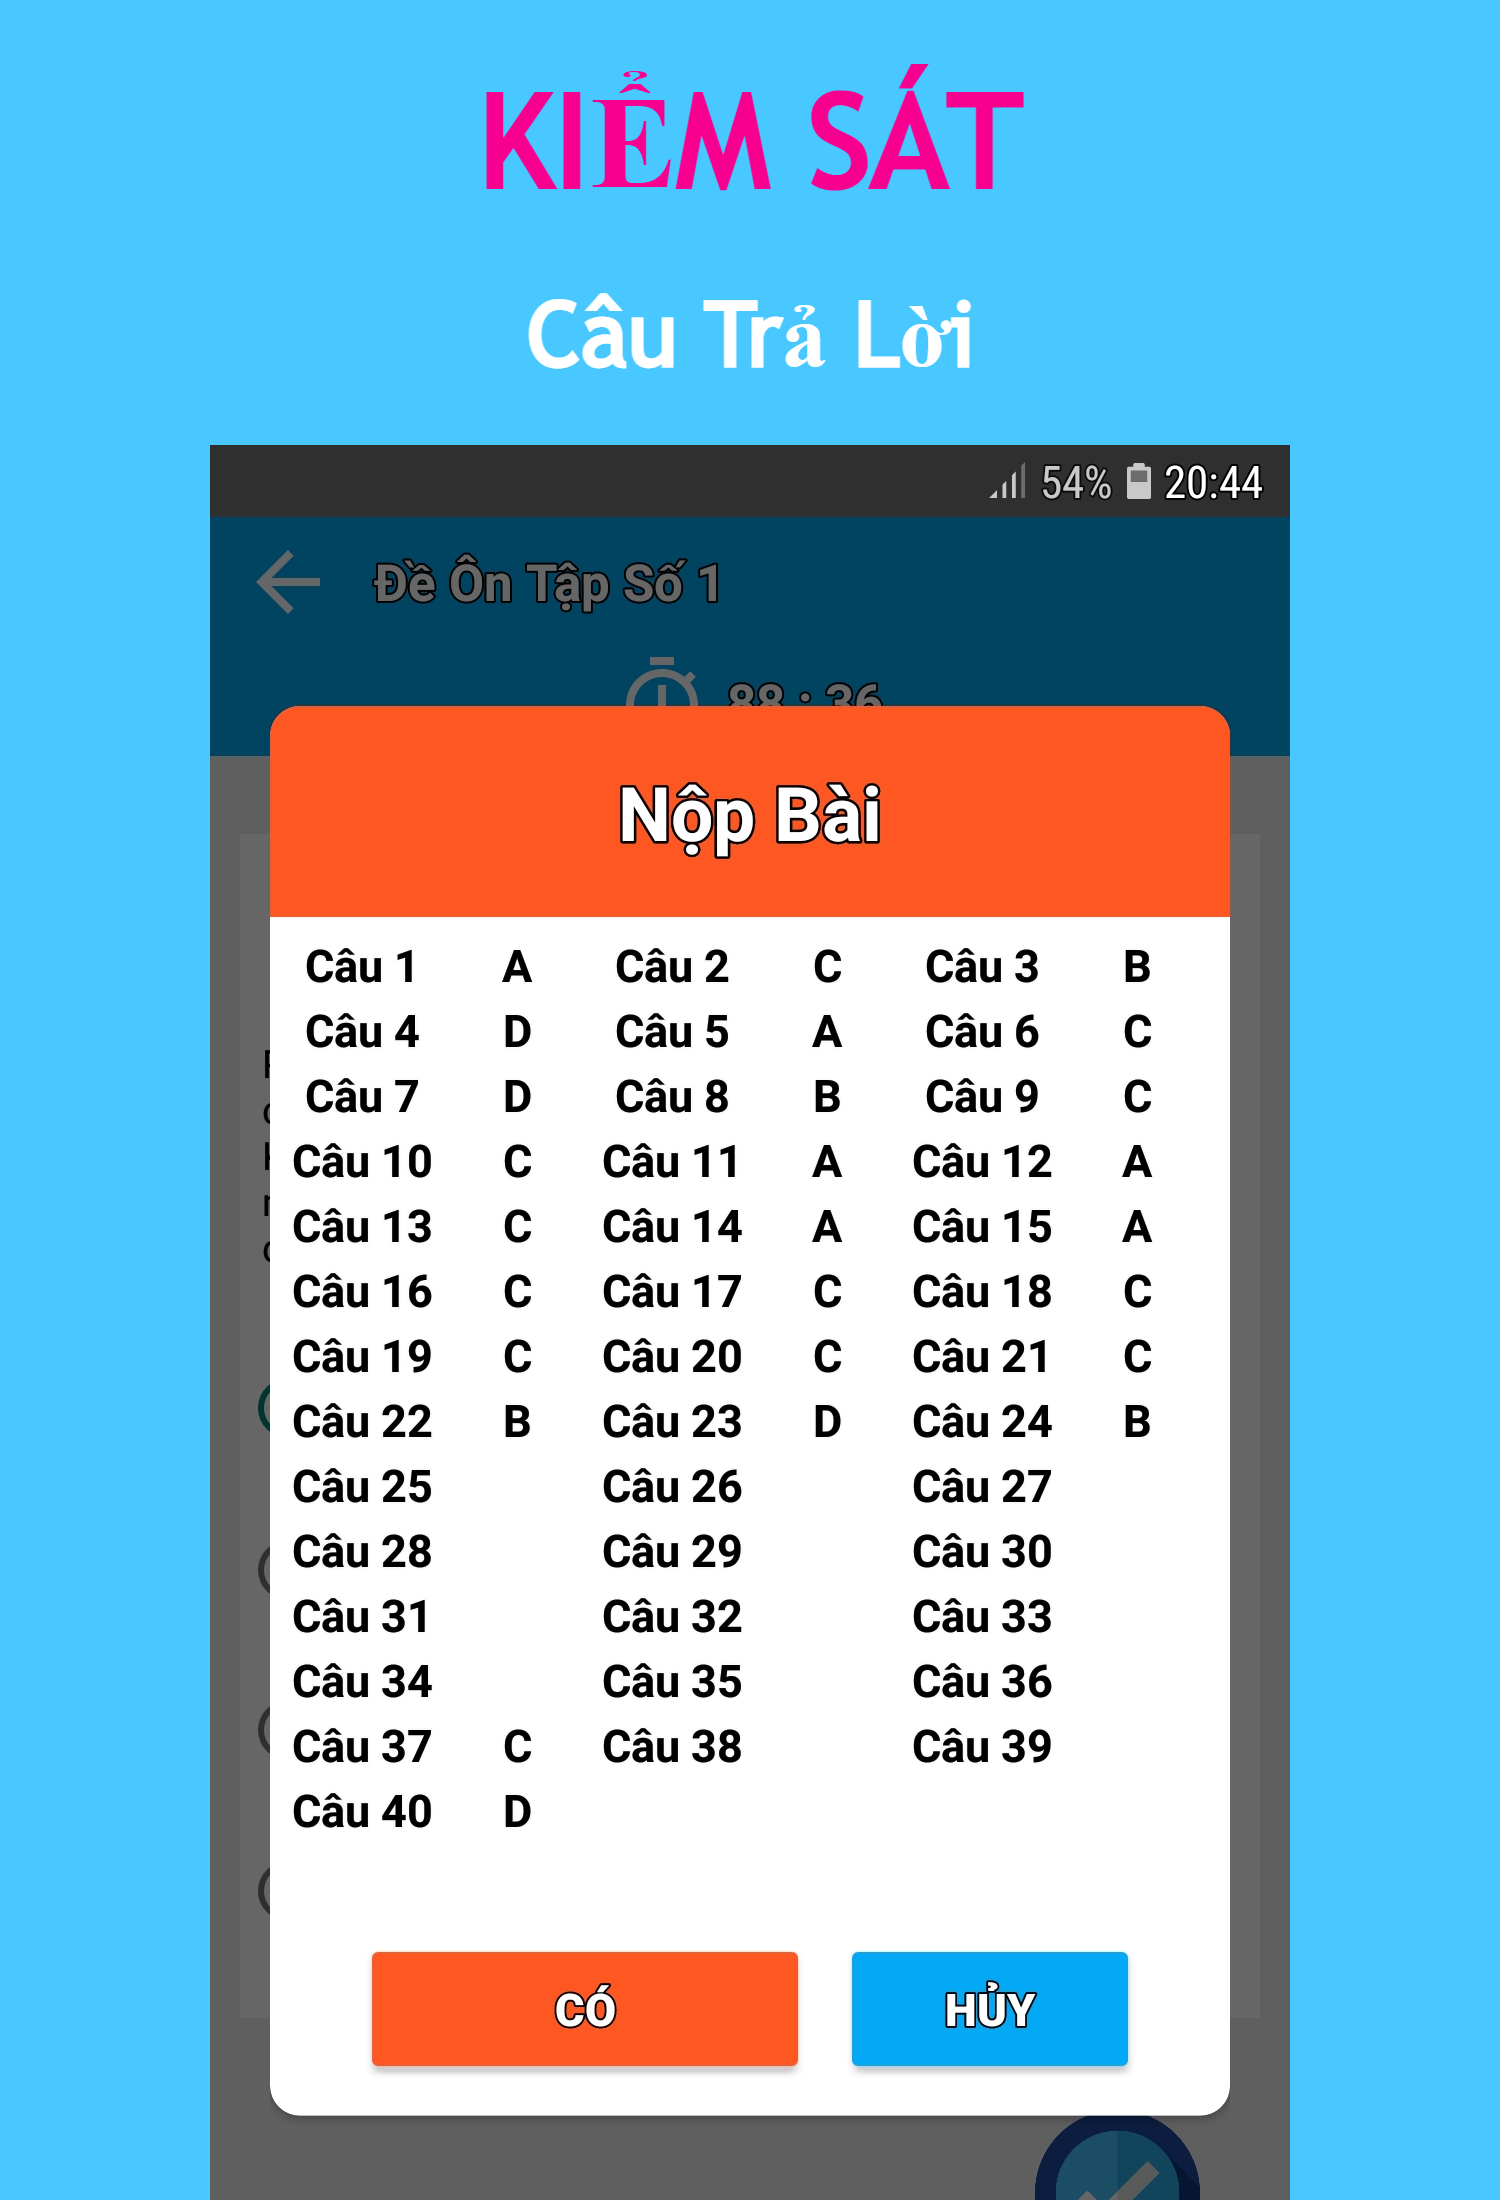 KIỂM SÁT
Câu Trả Lời
54% 20:44
Đề Ôn Tập Số 1
88 : 36
Nộp Bài
Câu 1 A Câu 2 C Câu 3 B
Câu 4 D Câu 5 A Câu 6 C
Câu 7 D Câu 8 B Câu 9 C
Câu 10 C Câu 11 A Câu 12 A
Câu 13 C Câu 14 A Câu 15 A
Câu 16 C Câu 17 C Câu 18 C
Câu 19 C Câu 20 C Câu 21 C
Câu 22 B Câu 23 D Câu 24 B
Câu 25 Câu 26 Câu 27
Câu 28 Câu 29 Câu 30
Câu 31 Câu 32 Câu 33
Câu 34 Câu 35 Câu 36
Câu 37 C Câu 38 Câu 39
Câu 40 D
CÓ HỦY